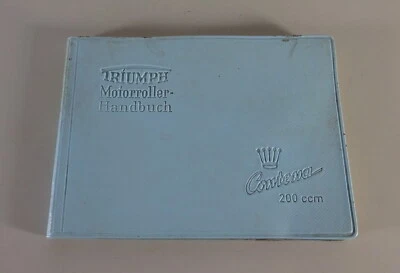 TRIUMPH
Motorroller-
Handbuch
Contessa
200 ccm